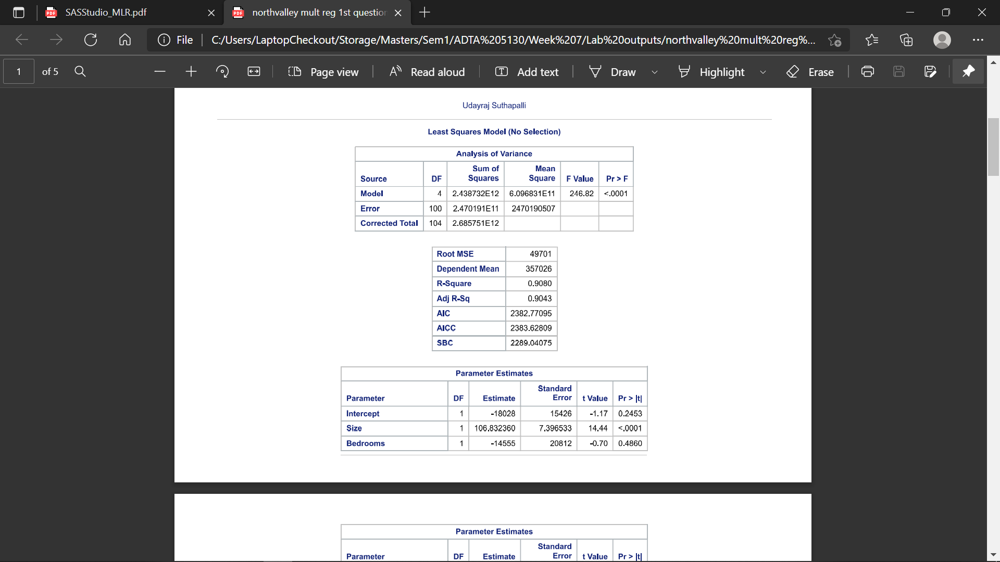 SASStudio_MLR.pdf
northvalley mult reg 1st question
File C:/Users/LaptopCheckout/Storage/Masters/Sem1/ADTA%205130/Week%207/Lab%20outputs/northvalley%20mult%20reg%...
1 of 5 Page view Read aloud Add text Draw Highlight Erase
Udayraj Suthapalli
Least Squares Model (No Selection)
Analysis of Variance
Source DF Sum of Squares Mean Square F Value Pr > F
Model 4 2.438732E12 6.096831E11 246.82 <.0001
Error 100 2.470191E11 2470190507
Corrected Total 104 2.685751E12
Root MSE 49701
Dependent Mean 357026
R-Square 0.9080
Adj R-Sq 0.9043
AIC 2382.77095
AICC 2383.62809
SBC 2289.04075
Parameter Estimates
Parameter DF Estimate Standard Error t Value Pr > |t|
Intercept 1 -18028 15426 -1.17 0.2453
Size 1 106.832360 7.396533 14.44 <.0001
Bedrooms 1 -14555 20812 -0.70 0.4860
Parameter Estimates
Parameter DF Estimate Standard Error t Value Pr > |t|